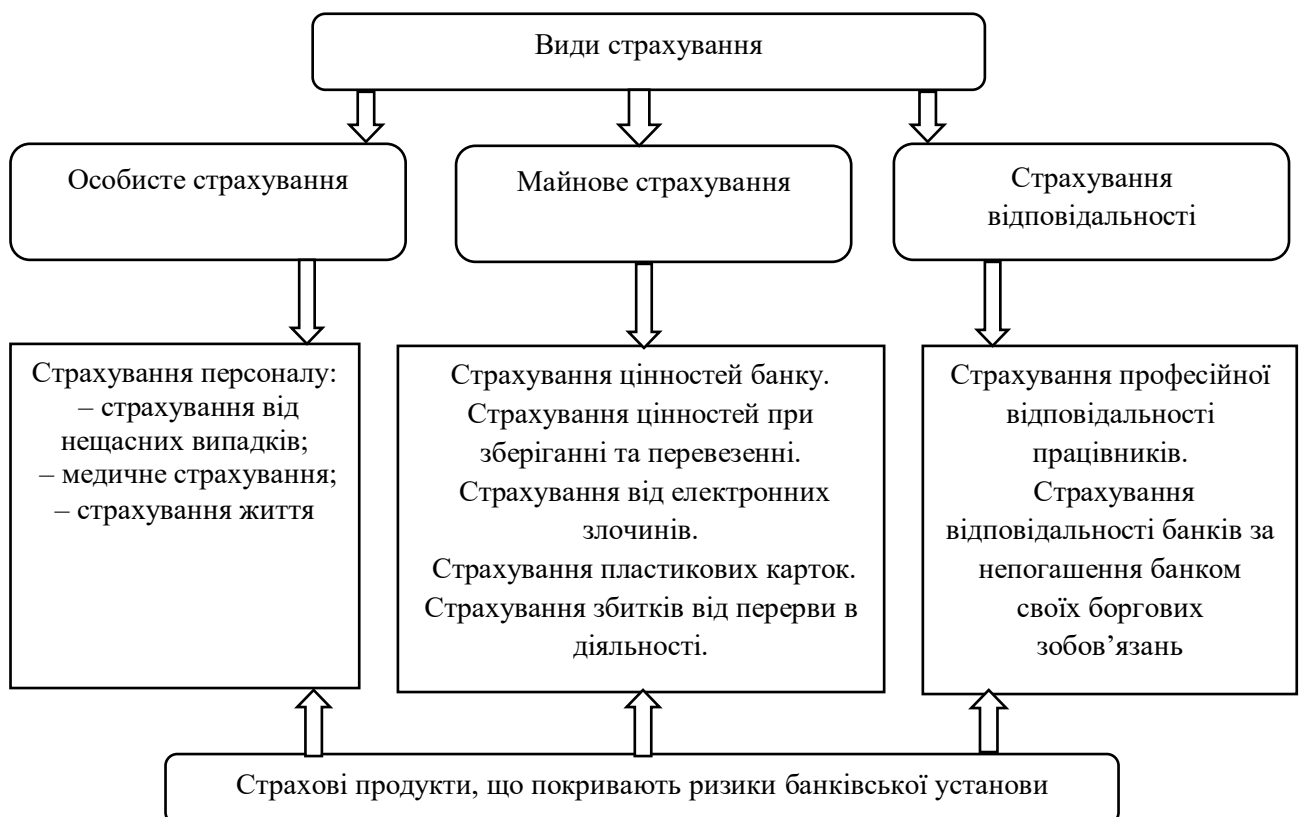 Види страхування
Особисте страхування
Майнове страхування
Страхування
відповідальності
Страхування персоналу:
– страхування від
нещасних випадків;
– медичне страхування;
– страхування життя
Страхування цінностей банку.
Страхування цінностей при
зберіганні та перевезенні.
Страхування від електронних
злочинів.
Страхування пластикових карток.
Страхування збитків від перерви в
діяльності.
Страхування професійної
відповідальності
працівників.
Страхування
відповідальності банків за
непогашення банком
своїх боргових
зобов’язань
Страхові продукти, що покривають ризики банківської установи